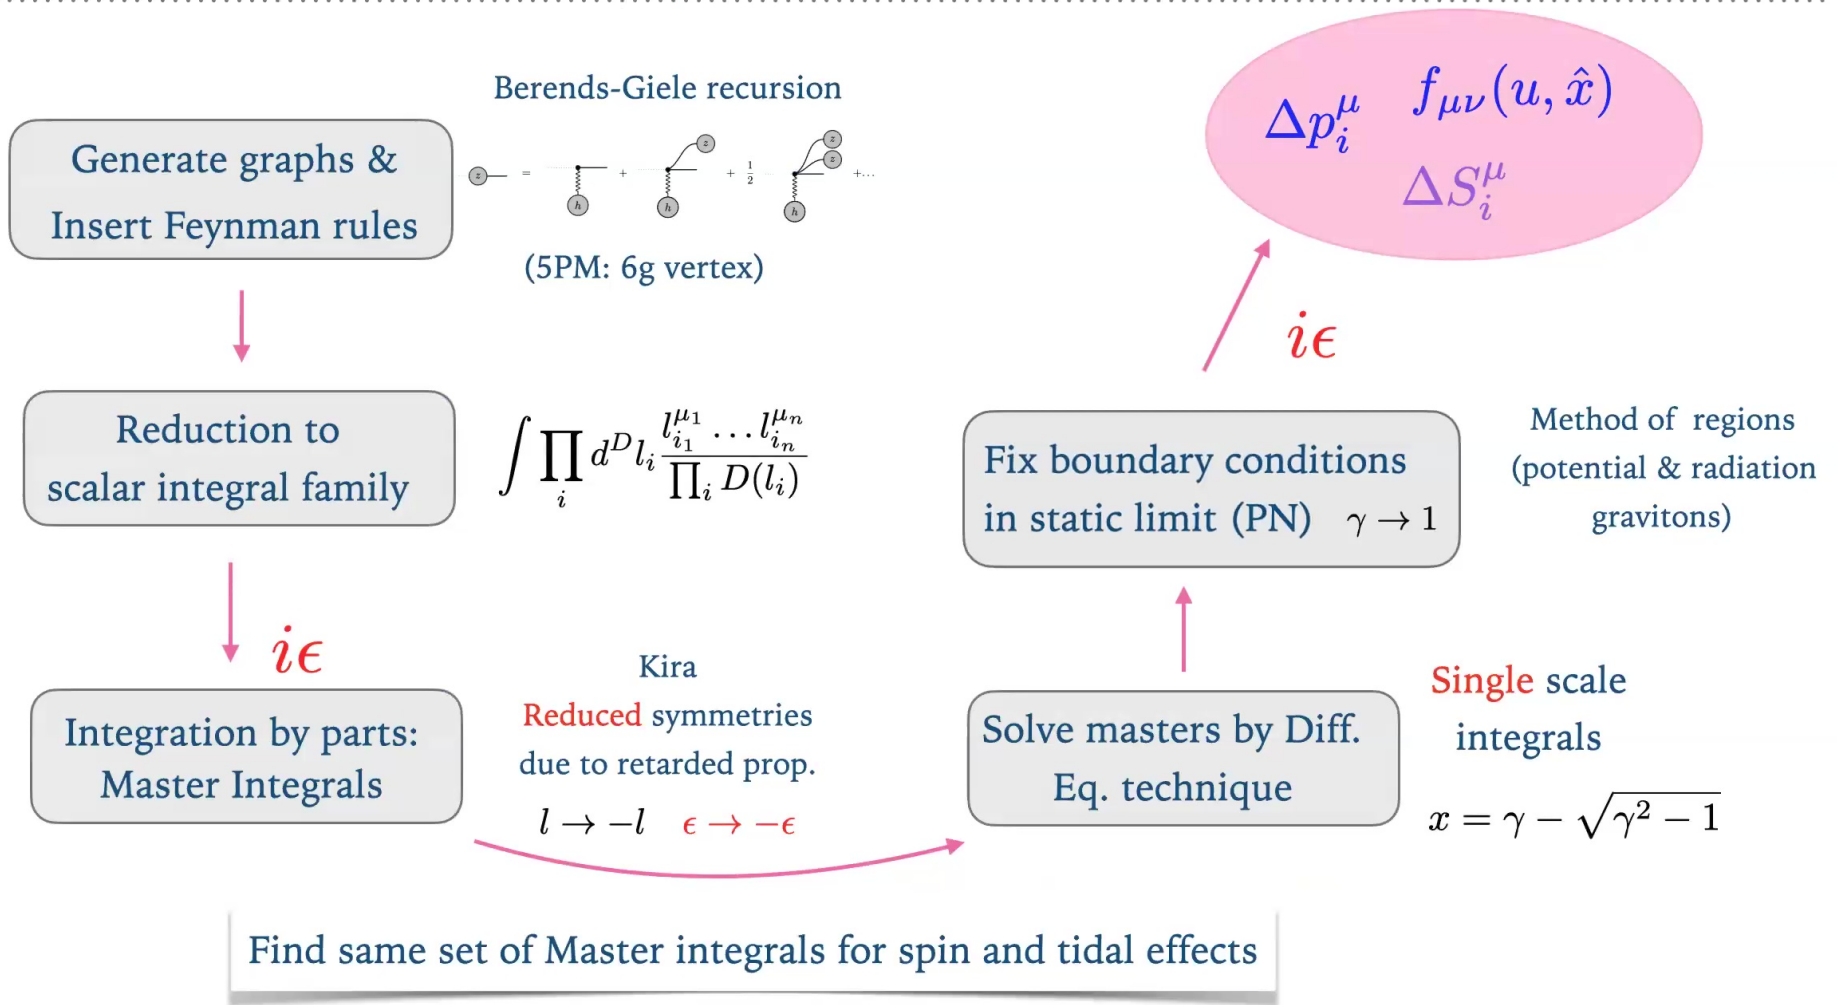 Berends-Giele recursion
Generate graphs &
Insert Feynman rules
z = h + z h + 1/2 z z h +...
(5PM: 6g vertex)
Reduction to
scalar integral family
∫ ∏_i d^D l_i (l_{i_1}^{μ_1} … l_{i_n}^{μ_n}) / (∏_i D(l_i))
iϵ
Integration by parts:
Master Integrals
Kira
Reduced symmetries
due to retarded prop.
l → −l ϵ → −ϵ
Solve masters by Diff.
Eq. technique
Single scale
integrals
x = γ − √(γ² − 1)
Fix boundary conditions
in static limit (PN) γ → 1
Method of regions
(potential & radiation
gravitons)
iϵ
Δp_i^μ f_{μν}(u, x̂)
ΔS_i^μ
Find same set of Master integrals for spin and tidal effects